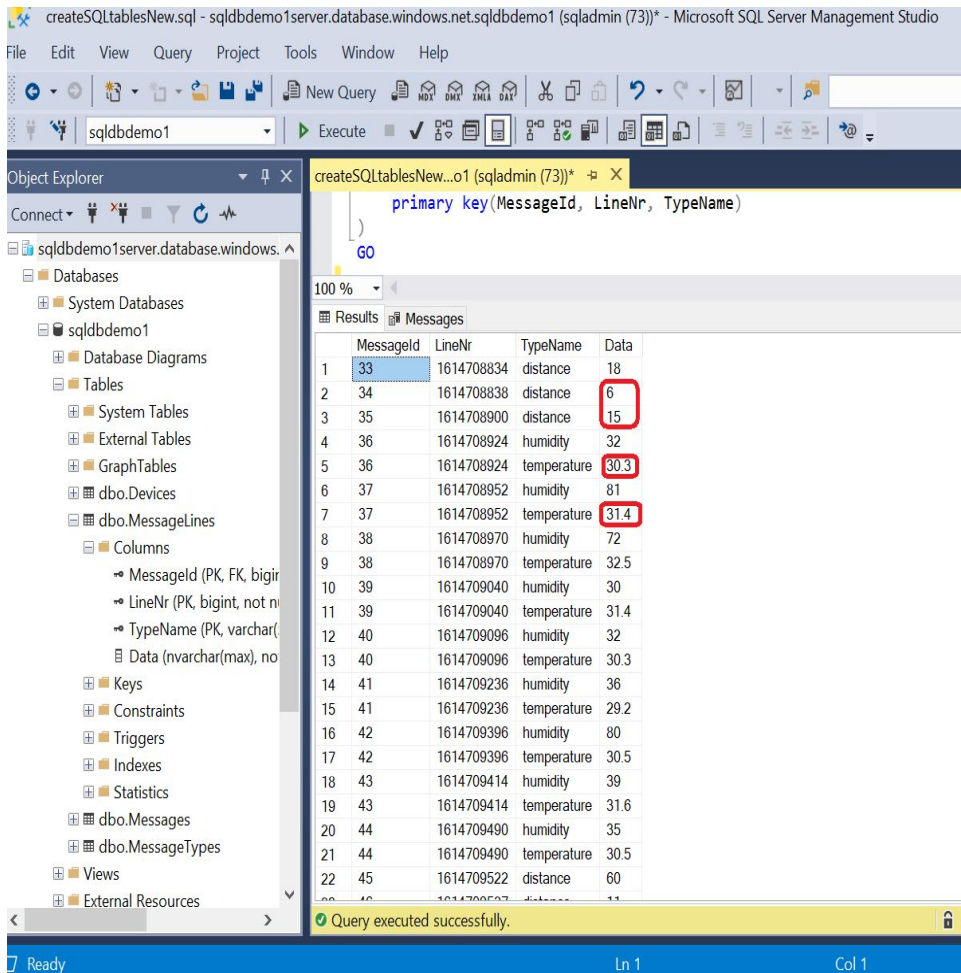 createSQLtablesNew.sql - sqldbdemo1server.database.windows.net.sqldbdemo1 (sqladmin (73))* - Microsoft SQL Server Management Studio
File Edit View Query Project Tools Window Help
New Query MDX DMX XMLA DAX
sqldbdemo1 Execute
Object Explorer
Connect
sqldbdemo1server.database.windows.
Databases
System Databases
sqldbdemo1
Database Diagrams
Tables
System Tables
External Tables
GraphTables
dbo.Devices
dbo.MessageLines
Columns
MessageId (PK, FK, bigin
LineNr (PK, bigint, not nu
TypeName (PK, varchar(
Data (nvarchar(max), no
Keys
Constraints
Triggers
Indexes
Statistics
dbo.Messages
dbo.MessageTypes
Views
External Resources
createSQLtablesNew...o1 (sqladmin (73))*
primary key(MessageId, LineNr, TypeName)
)
GO
100 %
Results Messages
MessageId LineNr TypeName Data
1 33 1614708834 distance 18
2 34 1614708838 distance 6
3 35 1614708900 distance 15
4 36 1614708924 humidity 32
5 36 1614708924 temperature 30.3
6 37 1614708952 humidity 81
7 37 1614708952 temperature 31.4
8 38 1614708970 humidity 72
9 38 1614708970 temperature 32.5
10 39 1614709040 humidity 30
11 39 1614709040 temperature 31.4
12 40 1614709096 humidity 32
13 40 1614709096 temperature 30.3
14 41 1614709236 humidity 36
15 41 1614709236 temperature 29.2
16 42 1614709396 humidity 80
17 42 1614709396 temperature 30.5
18 43 1614709414 humidity 39
19 43 1614709414 temperature 31.6
20 44 1614709490 humidity 35
21 44 1614709490 temperature 30.5
22 45 1614709522 distance 60
Query executed successfully.
Ready Ln 1 Col 1